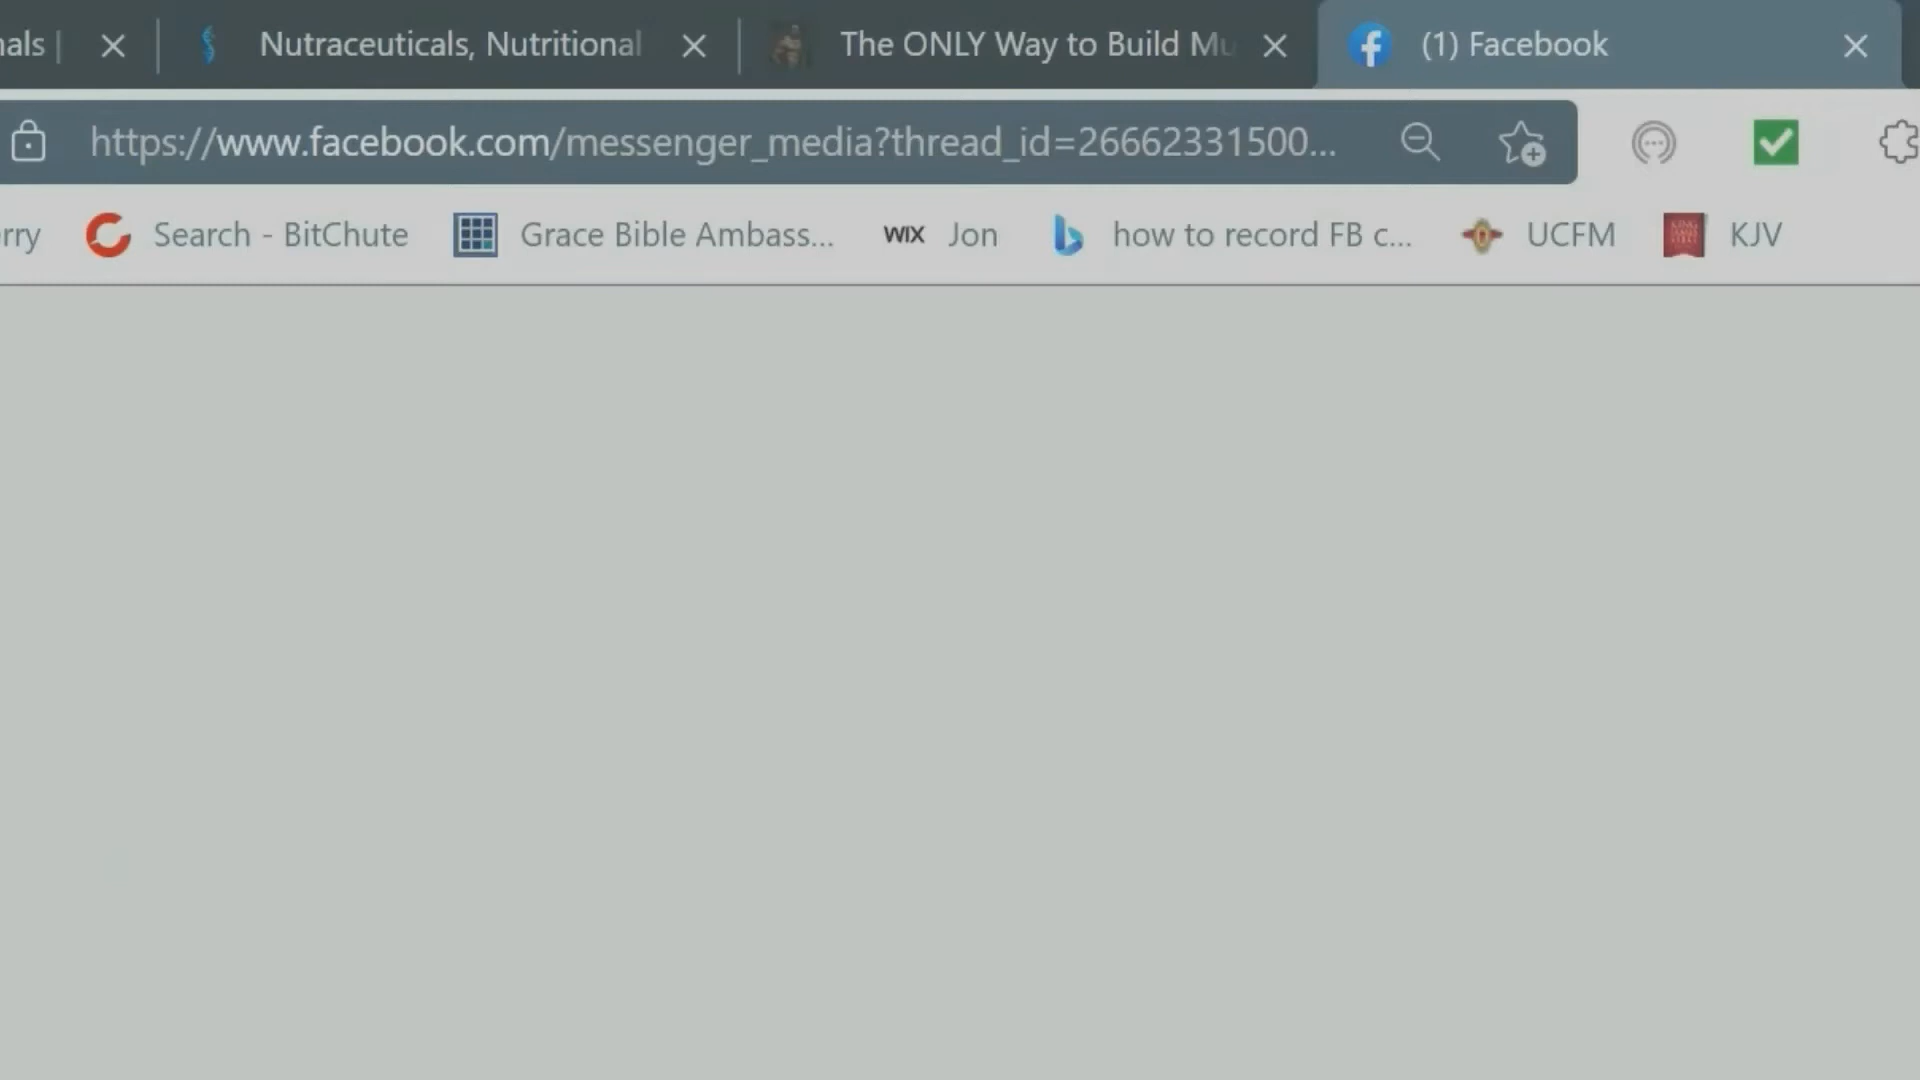 nals | Nutraceuticals, Nutritional The ONLY Way to Build Mu (1) Facebook
https://www.facebook.com/messenger_media?thread_id=26662331500...
rry Search - BitChute Grace Bible Ambass... WIX Jon how to record FB c... UCFM KJV